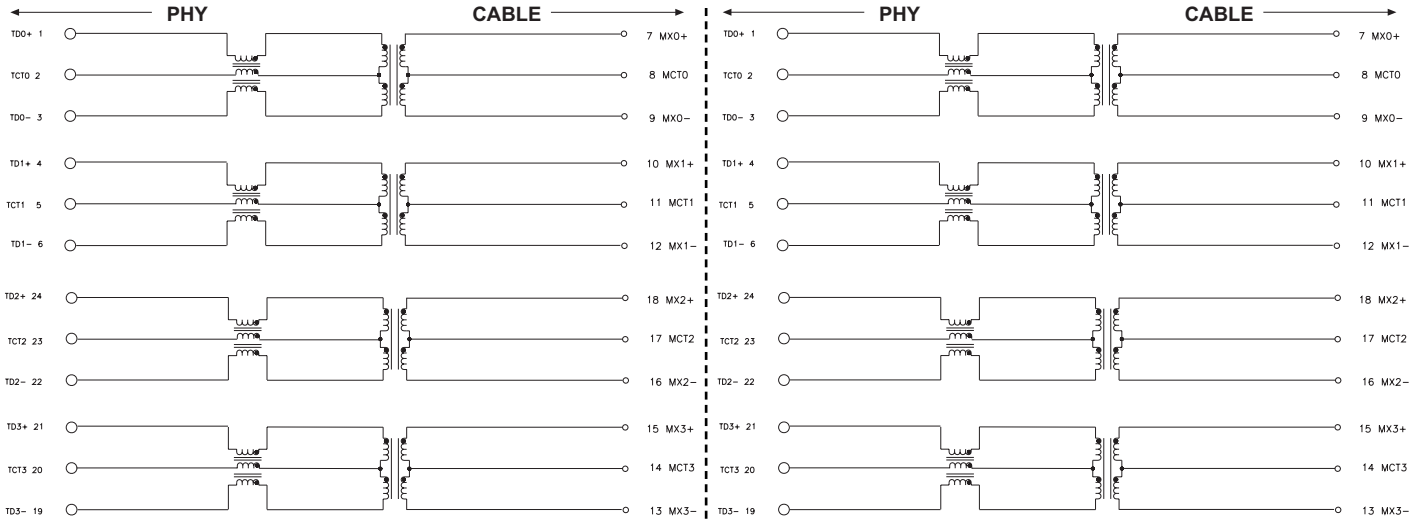 PHY CABLE
TD0+ 1 7 MX0+
TCT0 2 8 MCT0
TD0− 3 9 MX0−
TD1+ 4 10 MX1+
TCT1 5 11 MCT1
TD1− 6 12 MX1−
TD2+ 24 18 MX2+
TCT2 23 17 MCT2
TD2− 22 16 MX2−
TD3+ 21 15 MX3+
TCT3 20 14 MCT3
TD3− 19 13 MX3−
PHY CABLE
TD0+ 1 7 MX0+
TCT0 2 8 MCT0
TD0− 3 9 MX0−
TD1+ 4 10 MX1+
TCT1 5 11 MCT1
TD1− 6 12 MX1−
TD2+ 24 18 MX2+
TCT2 23 17 MCT2
TD2− 22 16 MX2−
TD3+ 21 15 MX3+
TCT3 20 14 MCT3
TD3− 19 13 MX3−